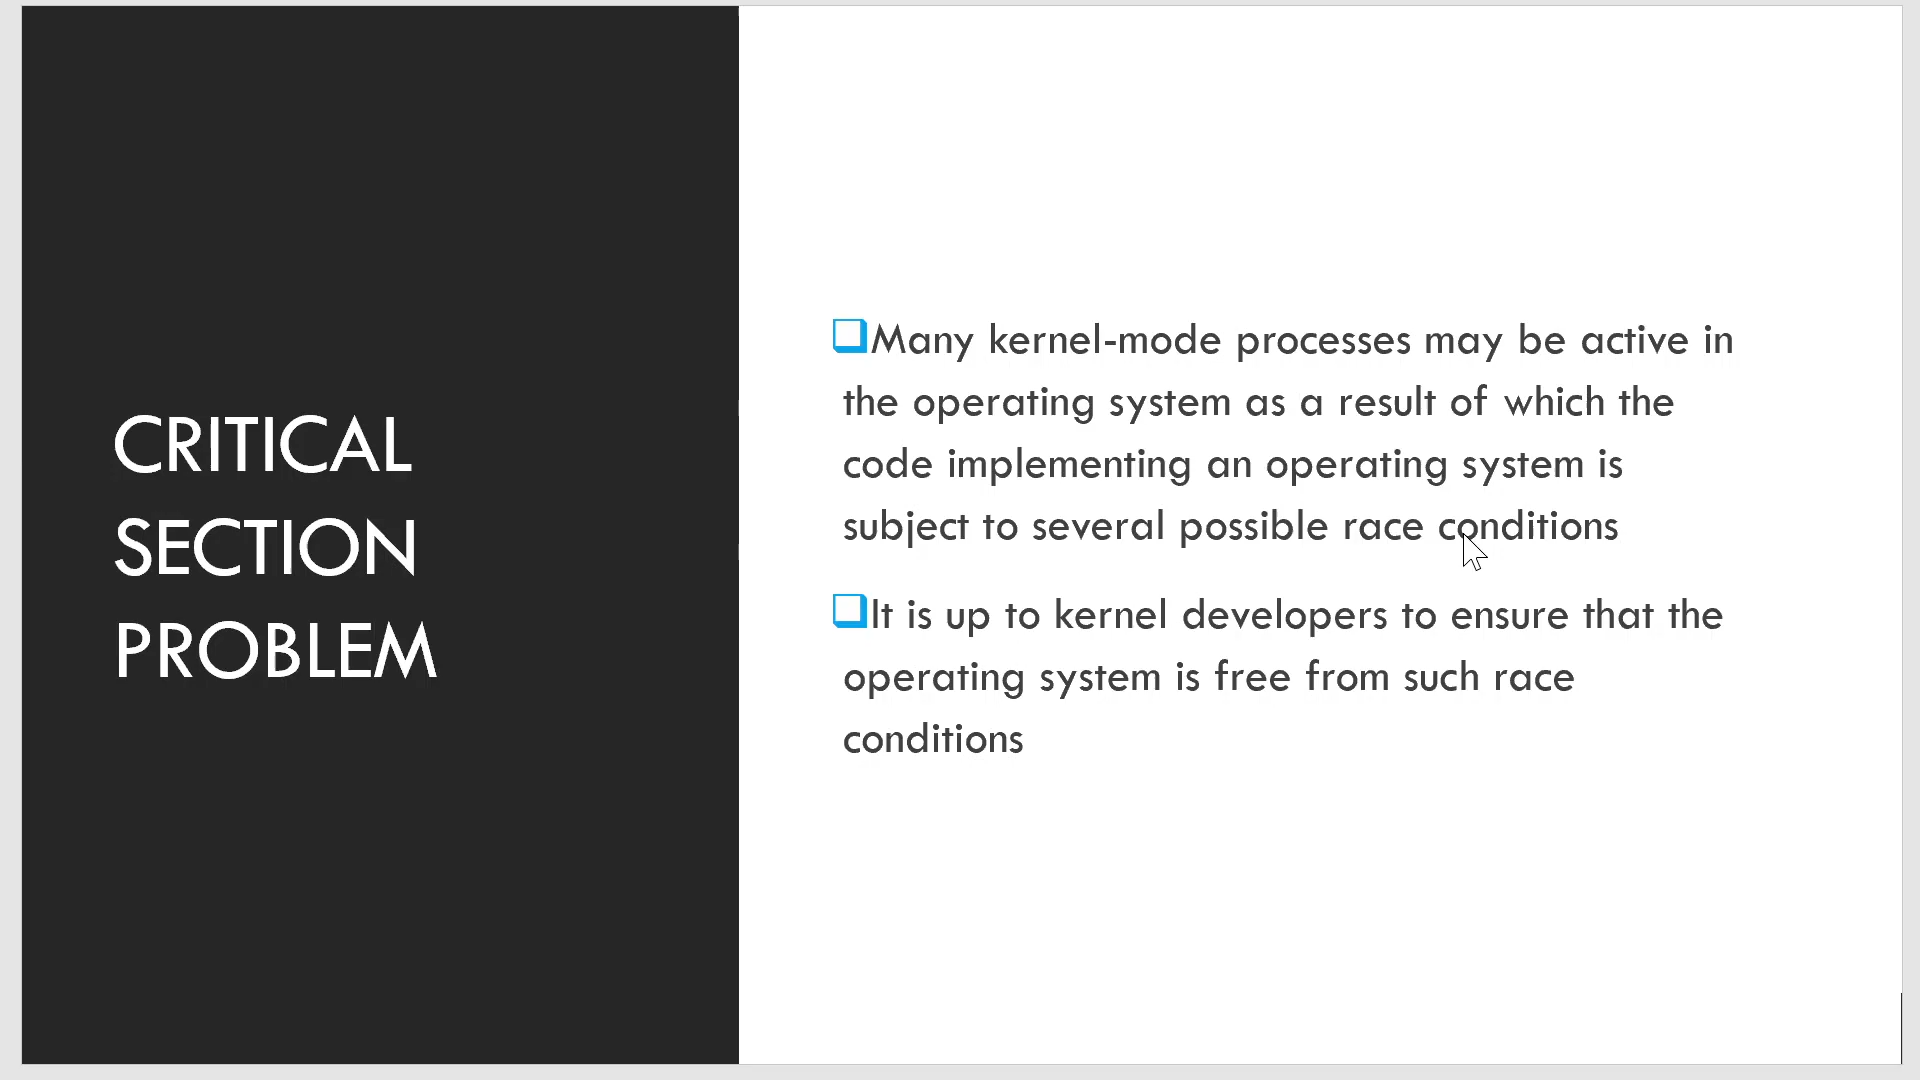 CRITICAL
SECTION
PROBLEM
Many kernel-mode processes may be active in
the operating system as a result of which the
code implementing an operating system is
subject to several possible race conditions
It is up to kernel developers to ensure that the
operating system is free from such race
conditions